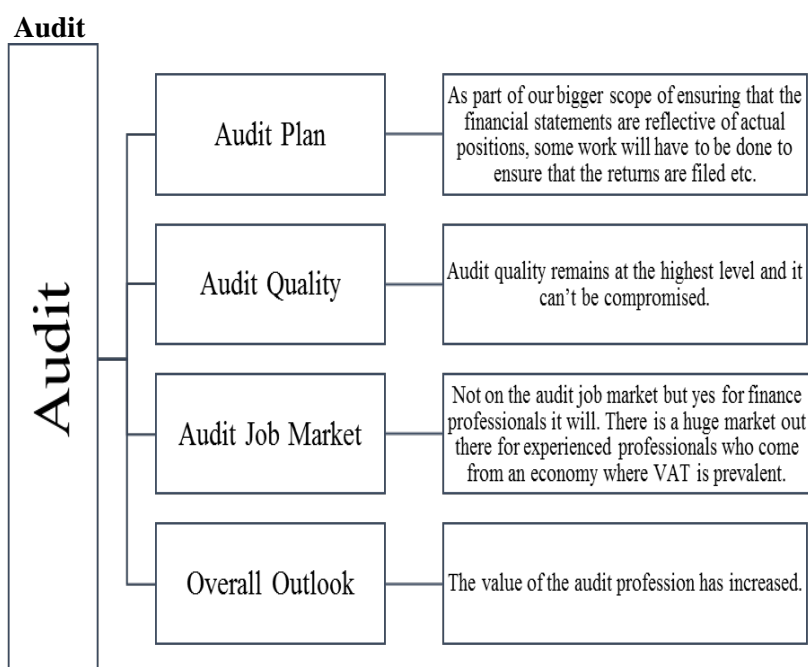 Audit
Audit
Audit Plan
As part of our bigger scope of ensuring that the
financial statements are reflective of actual
positions, some work will have to be done to
ensure that the returns are filed etc.
Audit Quality
Audit quality remains at the highest level and it
can’t be compromised.
Audit Job Market
Not on the audit job market but yes for finance
professionals it will. There is a huge market out
there for experienced professionals who come
from an economy where VAT is prevalent.
Overall Outlook
The value of the audit profession has increased.